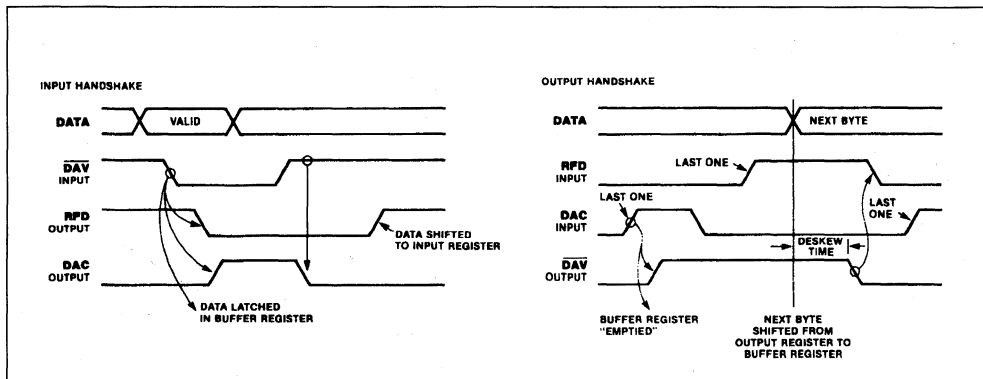 INPUT HANDSHAKE
DATA
VALID
DAV
INPUT
RFD
OUTPUT
DATA SHIFTED
TO INPUT REGISTER
DAC
OUTPUT
DATA LATCHED
IN BUFFER REGISTER
OUTPUT HANDSHAKE
DATA
NEXT BYTE
RFD
INPUT
LAST ONE
LAST ONE
DAC
INPUT
LAST
ONE
DESKEW
TIME
DAV
OUTPUT
BUFFER REGISTER
"EMPTIED"
NEXT BYTE
SHIFTED FROM
OUTPUT REGISTER TO
BUFFER REGISTER